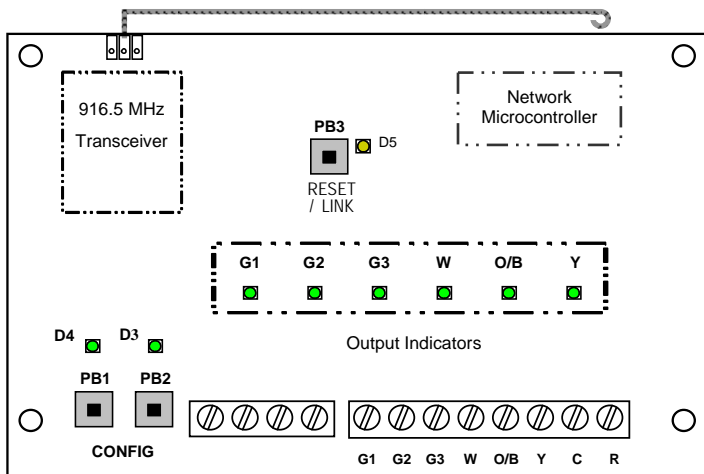 916.5 MHz
Transceiver
Network
Microcontroller
PB3
D5
RESET
/ LINK
G1 G2 G3 W O/B Y
Output Indicators
D4 D3
PB1 PB2
CONFIG
G1 G2 G3 W O/B Y C R